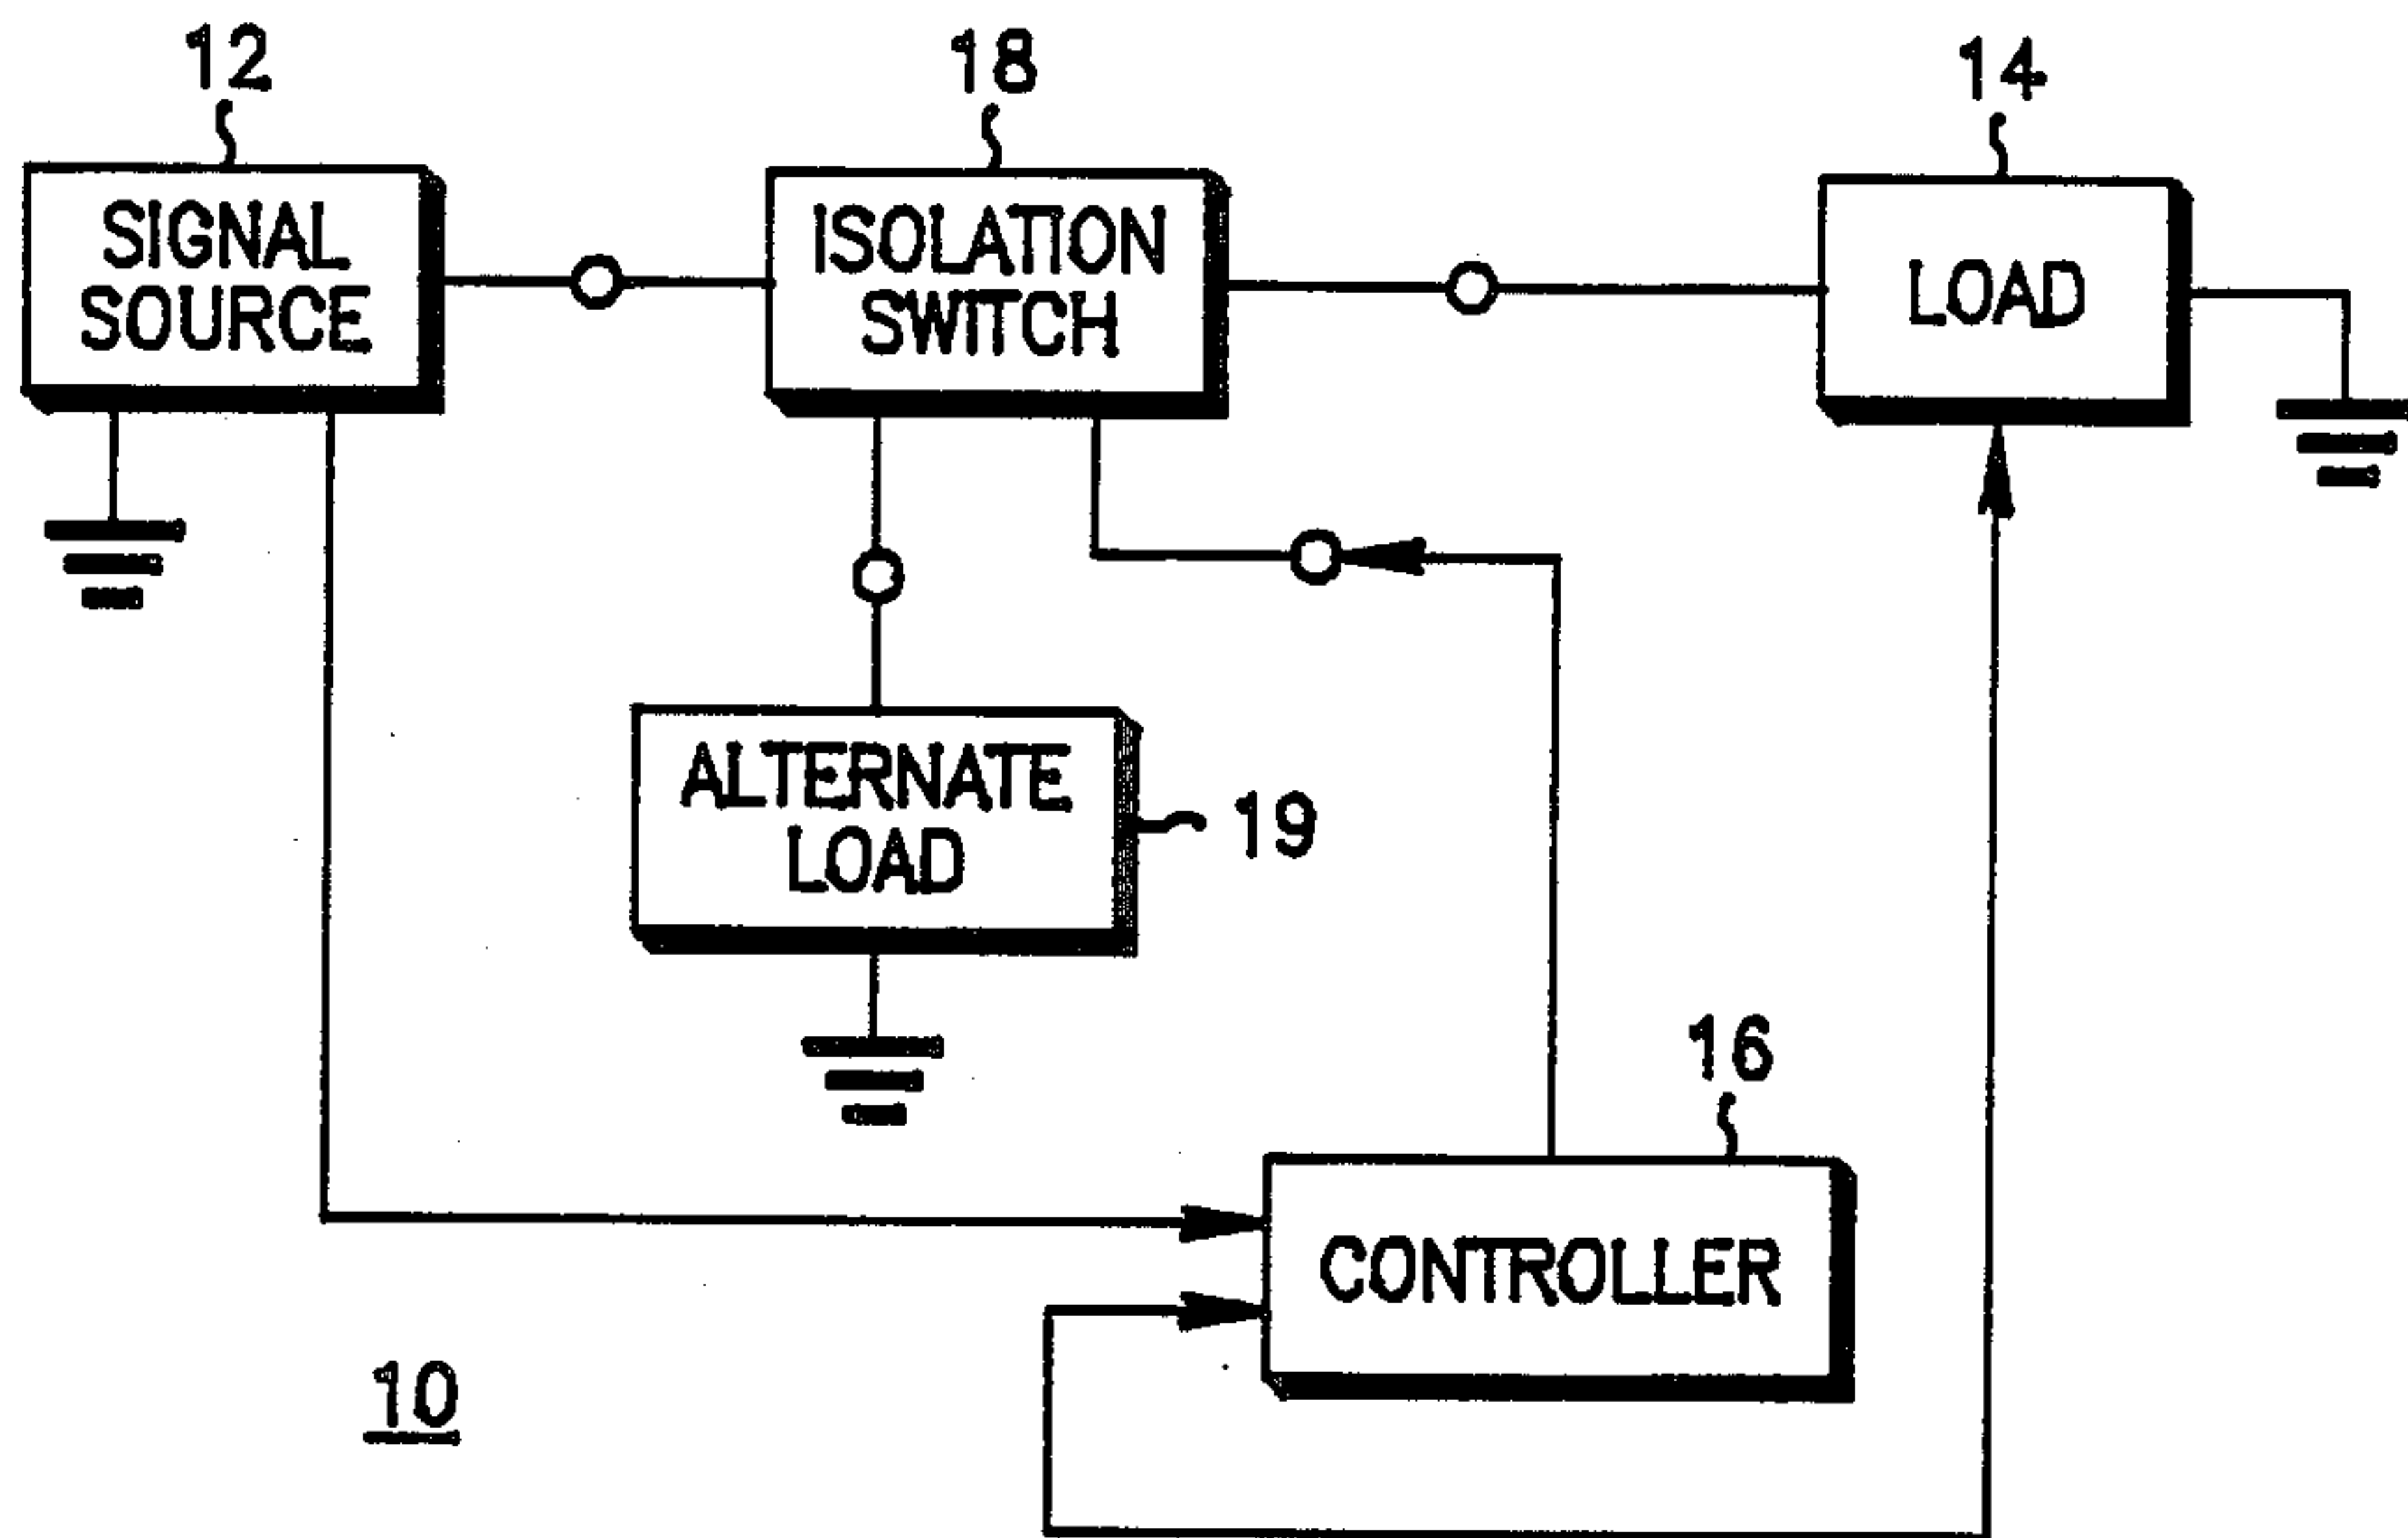 12
18
14
SIGNAL
SOURCE
ISOLATION
SWITCH
LOAD
ALTERNATE
LOAD
19
16
CONTROLLER
10